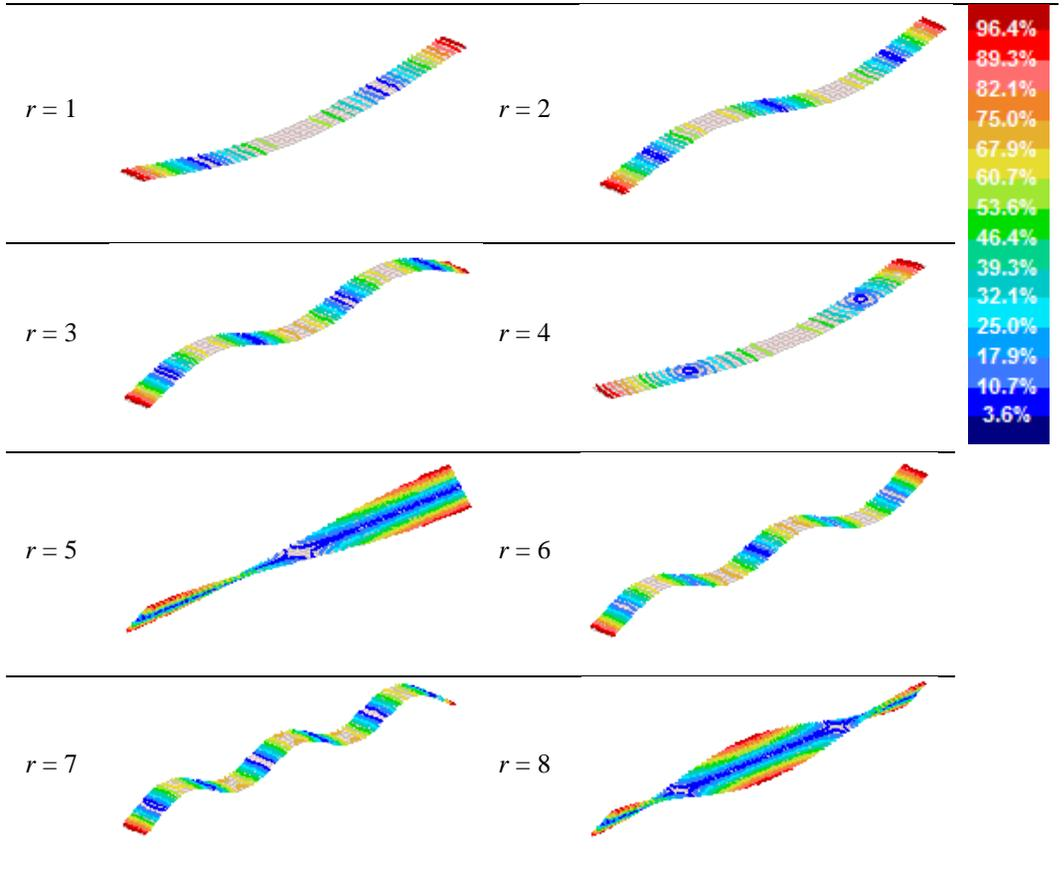 r = 1
r = 2
r = 3
r = 4
r = 5
r = 6
r = 7
r = 8
96.4%
89.3%
82.1%
75.0%
67.9%
60.7%
53.6%
46.4%
39.3%
32.1%
25.0%
17.9%
10.7%
3.6%